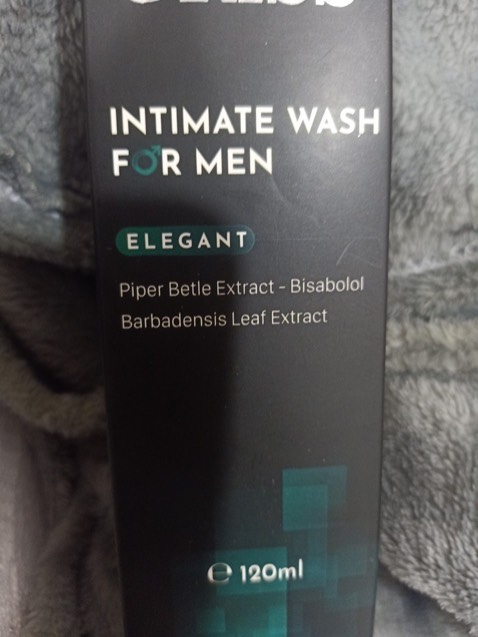 INTIMATE WASH
FOR MEN
ELEGANT
Piper Betle Extract - Bisabolol
Barbadensis Leaf Extract
℮ 120ml